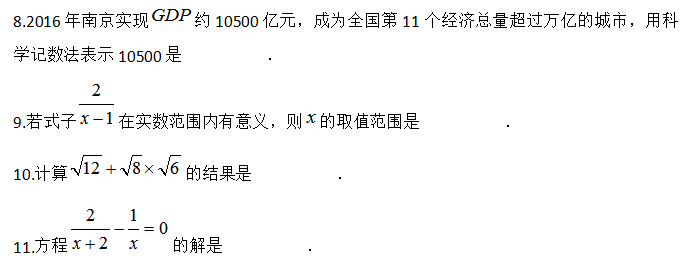 8.2016 年南京实现 GDP 约 10500 亿元，成为全国第 11 个经济总量超过万亿的城市，用科
学记数法表示 10500 是 .
9.若式子 2/(x−1) 在实数范围内有意义，则 x 的取值范围是 .
10.计算 √12 + √8 × √6 的结果是 .
11.方程 2/(x+2) − 1/x = 0 的解是 .